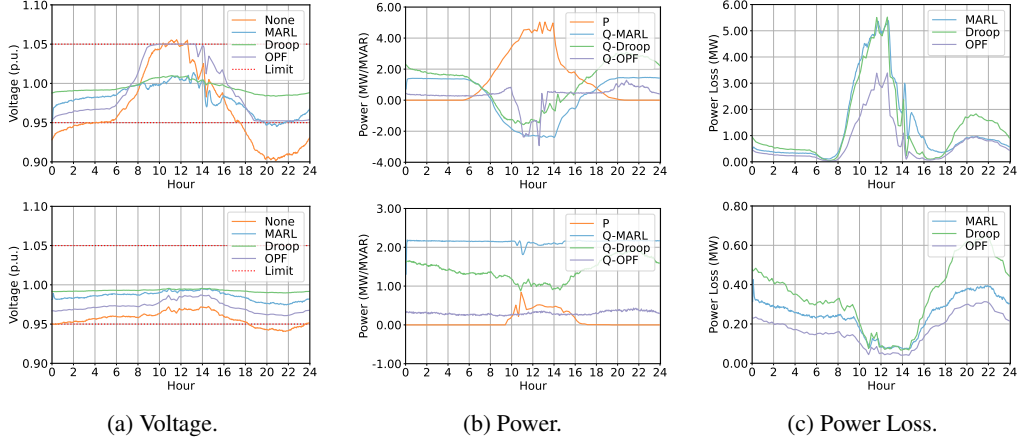 1.10
1.05
1.00
0.95
0.90
Voltage (p.u.)
None
MARL
Droop
OPF
Limit
0 2 4 6 8 10 12 14 16 18 20 22 24
Hour
6.00
4.00
2.00
0.00
-2.00
-4.00
Power (MW/MVAR)
P
Q-MARL
Q-Droop
Q-OPF
0 2 4 6 8 10 12 14 16 18 20 22 24
Hour
6.00
5.00
4.00
3.00
2.00
1.00
0.00
Power Loss (MW)
MARL
Droop
OPF
0 2 4 6 8 10 12 14 16 18 20 22 24
Hour
1.10
1.05
1.00
0.95
0.90
Voltage (p.u.)
None
MARL
Droop
OPF
Limit
0 2 4 6 8 10 12 14 16 18 20 22 24
Hour
3.00
2.00
1.00
0.00
-1.00
Power (MW/MVAR)
P
Q-MARL
Q-Droop
Q-OPF
0 2 4 6 8 10 12 14 16 18 20 22 24
Hour
0.80
0.60
0.40
0.20
0.00
Power Loss (MW)
MARL
Droop
OPF
0 2 4 6 8 10 12 14 16 18 20 22 24
Hour
(a) Voltage.
(b) Power.
(c) Power Loss.